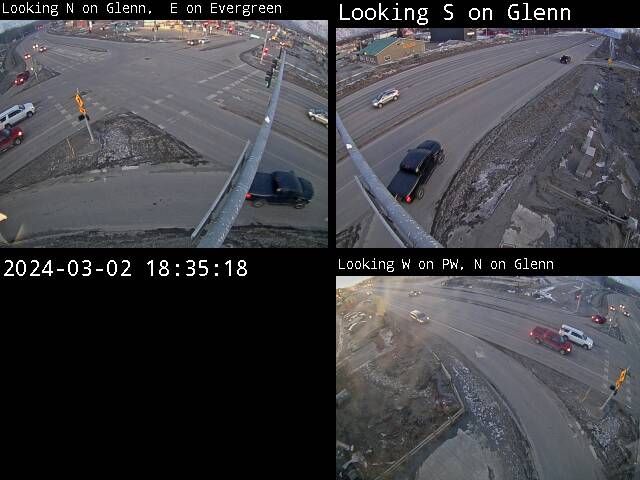 Looking N on Glenn,  E on Evergreen
Looking S on Glenn
2024-03-02 18:35:18
Looking W on PW, N on Glenn